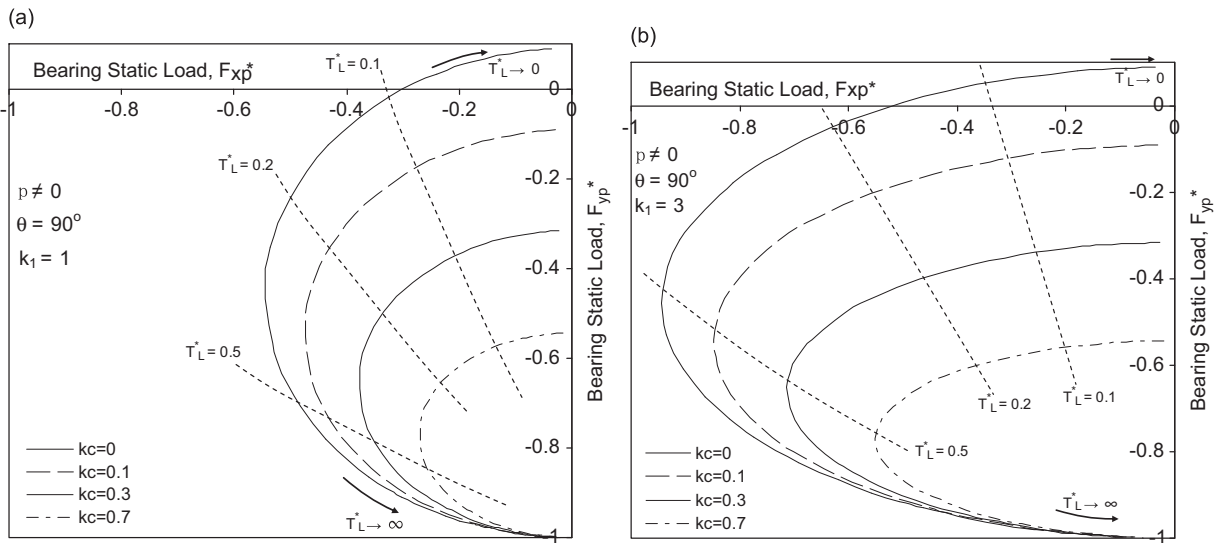 (a)
Bearing Static Load, Fxp*
T*L = 0.1
T*L → 0
-1
-0.8
-0.6
-0.4
-0.2
0
T*L = 0.2
p ≠ 0
θ = 90°
k1 = 1
-0.2
-0.4
-0.6
-0.8
-1
Bearing Static Load, Fyp*
T*L = 0.5
kc=0
kc=0.1
kc=0.3
kc=0.7
T*L → ∞
(b)
Bearing Static Load, Fxp*
T*L → 0
-1
-0.8
-0.6
-0.4
-0.2
0
p ≠ 0
θ = 90°
k1 = 3
-0.2
-0.4
-0.6
-0.8
-1
Bearing Static Load, Fyp*
T*L = 0.2
T*L = 0.1
T*L = 0.5
kc=0
kc=0.1
kc=0.3
kc=0.7
T*L → ∞